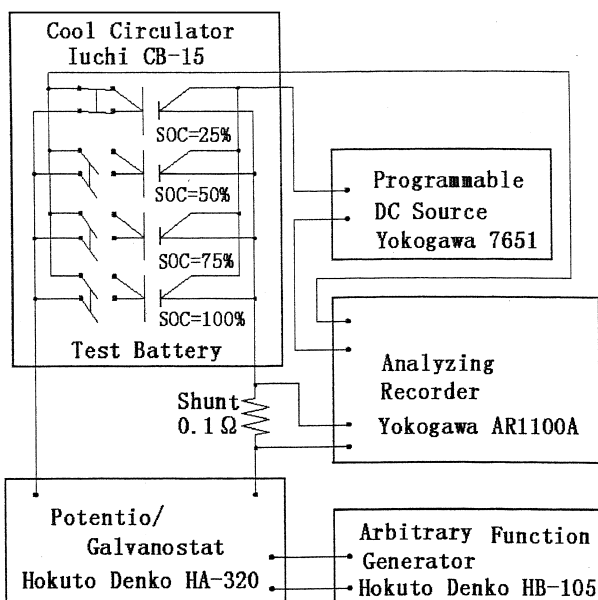 Cool Circulator
Iuchi CB-15
SOC=25%
SOC=50%
SOC=75%
SOC=100%
Test Battery
Programmable
DC Source
Yokogawa 7651
Analyzing
Recorder
Yokogawa AR1100A
Shunt
0.1Ω
Potentio/
Galvanostat
Hokuto Denko HA-320
Arbitrary Function
Generator
Hokuto Denko HB-105